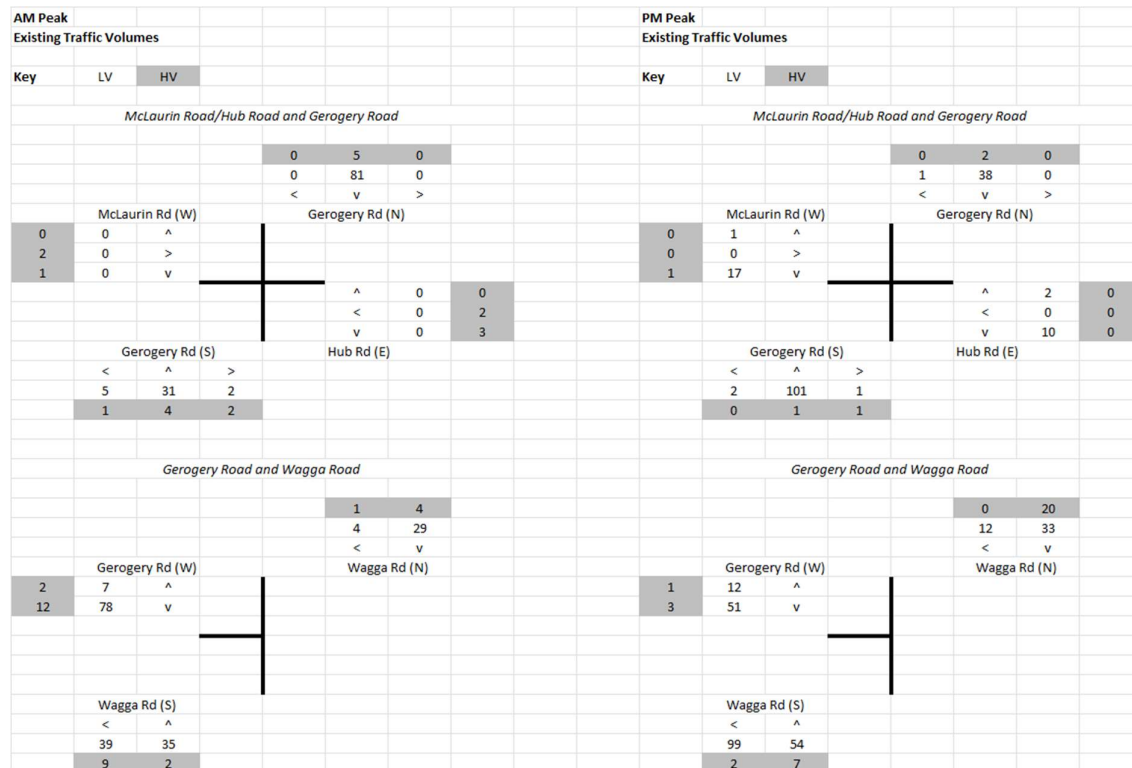 AM Peak PM Peak
Existing Traffic Volumes Existing Traffic Volumes
Key LV HV Key LV HV
McLaurin Road/Hub Road and Gerogery Road McLaurin Road/Hub Road and Gerogery Road
0 5 0 0 2 0
0 81 0 1 38 0
< v > < v >
McLaurin Rd (W) Gerogery Rd (N) McLaurin Rd (W) Gerogery Rd (N)
0 0 ^ 0 1 ^
2 0 > 0 0 >
1 0 v 1 17 v
^ 0 0 ^ 2 0
< 0 2 < 0 0
v 0 3 v 10 0
Gerogery Rd (S) Hub Rd (E) Gerogery Rd (S) Hub Rd (E)
< ^ > < ^ >
5 31 2 2 101 1
1 4 2 0 1 1
Gerogery Road and Wagga Road Gerogery Road and Wagga Road
1 4 0 20
4 29 12 33
< v < v
Gerogery Rd (W) Wagga Rd (N) Gerogery Rd (W) Wagga Rd (N)
2 7 ^ 1 12 ^
12 78 v 3 51 v
Wagga Rd (S) Wagga Rd (S)
< ^ < ^
39 35 99 54
9 2 2 7